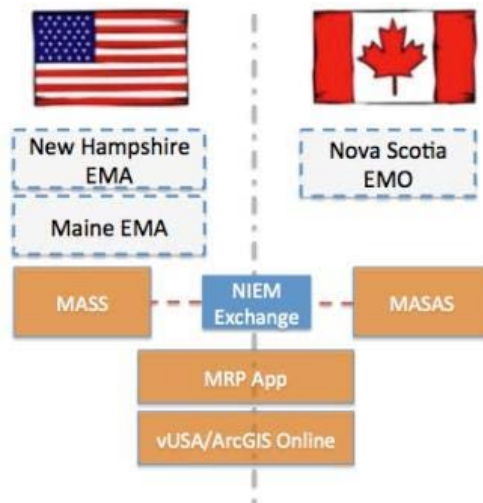 New Hampshire
EMA
Nova Scotia
EMO
Maine EMA
MASS
NIEM
Exchange
MASAS
MRP App
vUSA/ArcGIS Online